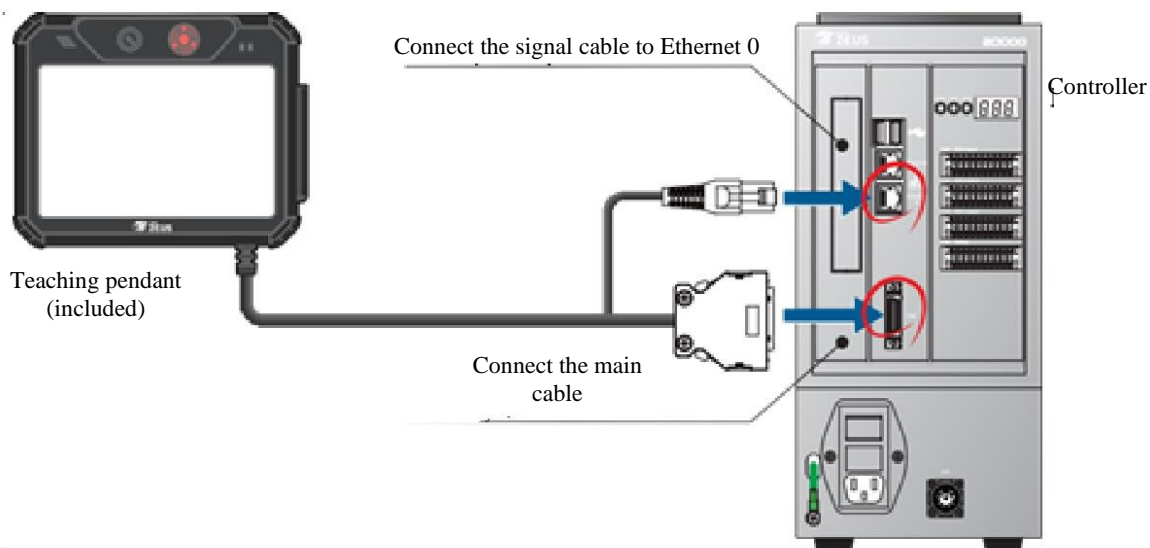 Connect the signal cable to Ethernet 0
Controller
Teaching pendant
(included)
Connect the main
cable